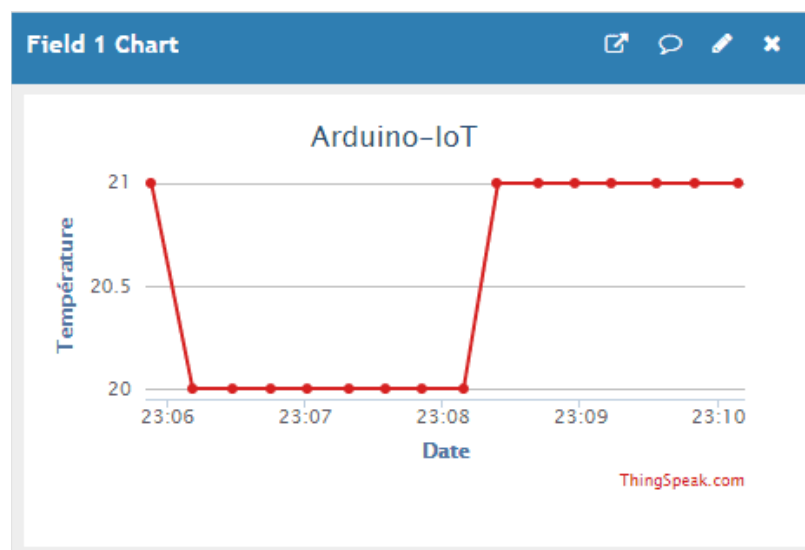 Field 1 Chart
Arduino-IoT
Température
21
20.5
20
23:06 23:07 23:08 23:09 23:10
Date
ThingSpeak.com